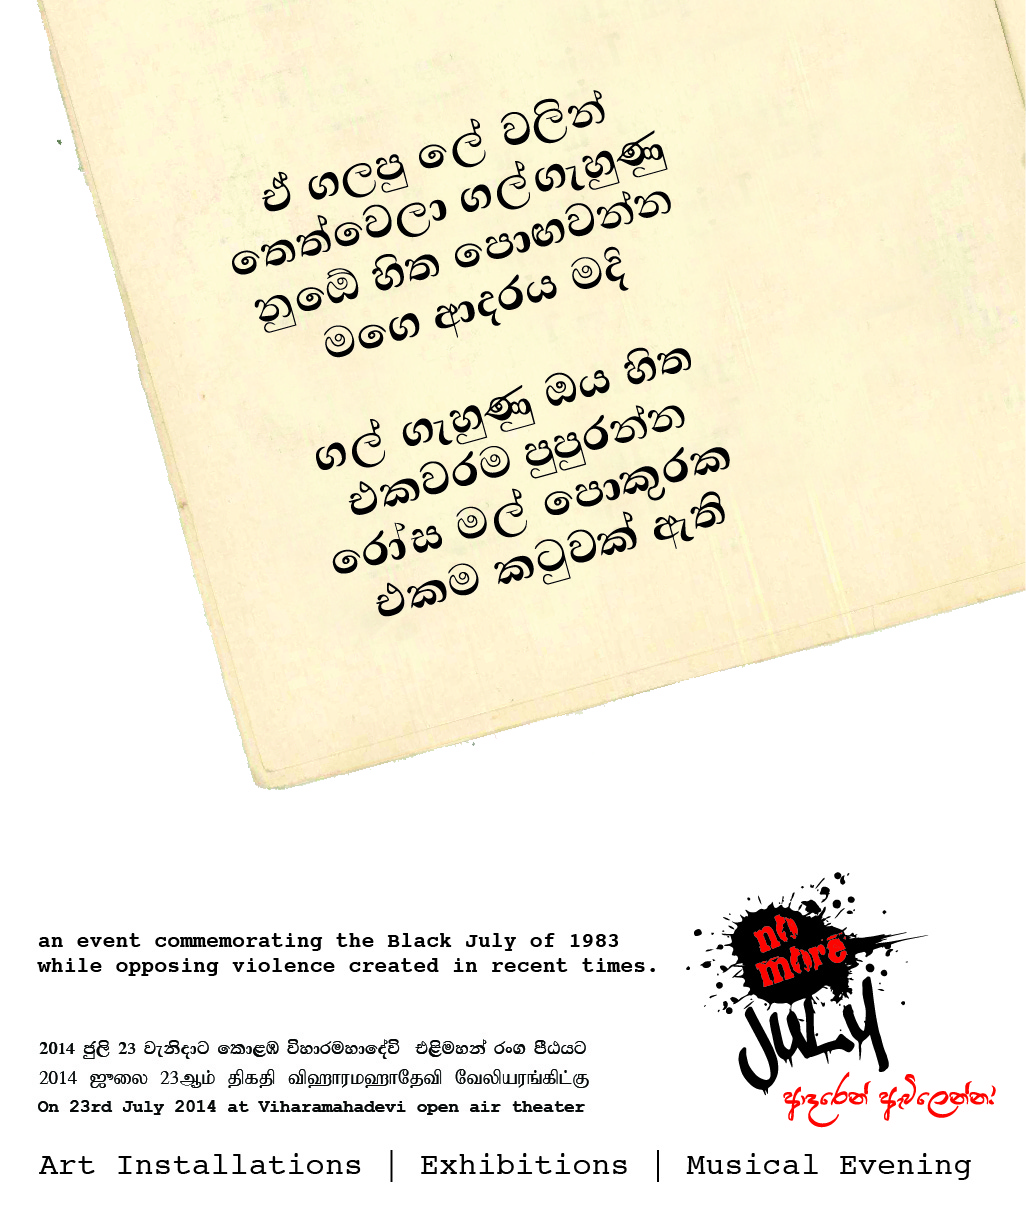 ඒ ගලපු ලේ වලින්
තෙත්වෙලා ගල්ගැහුණු
නුඹේ හිත පොඟවන්න
මගෙ ආදරය මදි
ගල් ගැහුණු ඔය හිත
එකවරම පුපුරන්න
රෝස මල් පොකුරක
එකම කටුවක් ඇති
an event commemorating the Black July of 1983
while opposing violence created in recent times.
no
more
JULY
ආදරෙන් ඇවිලෙන්න!
2014 ජුලි 23 වැනිදාට කොළඹ විහාරමහාදේවි එළිමහන් රංග පීඨයට
2014 ஜுலை 23ஆம் திகதி விஹாரமஹாதேவி வேலியரங்கிட்கு
On 23rd July 2014 at Viharamahadevi open air theater
Art Installations | Exhibitions | Musical Evening